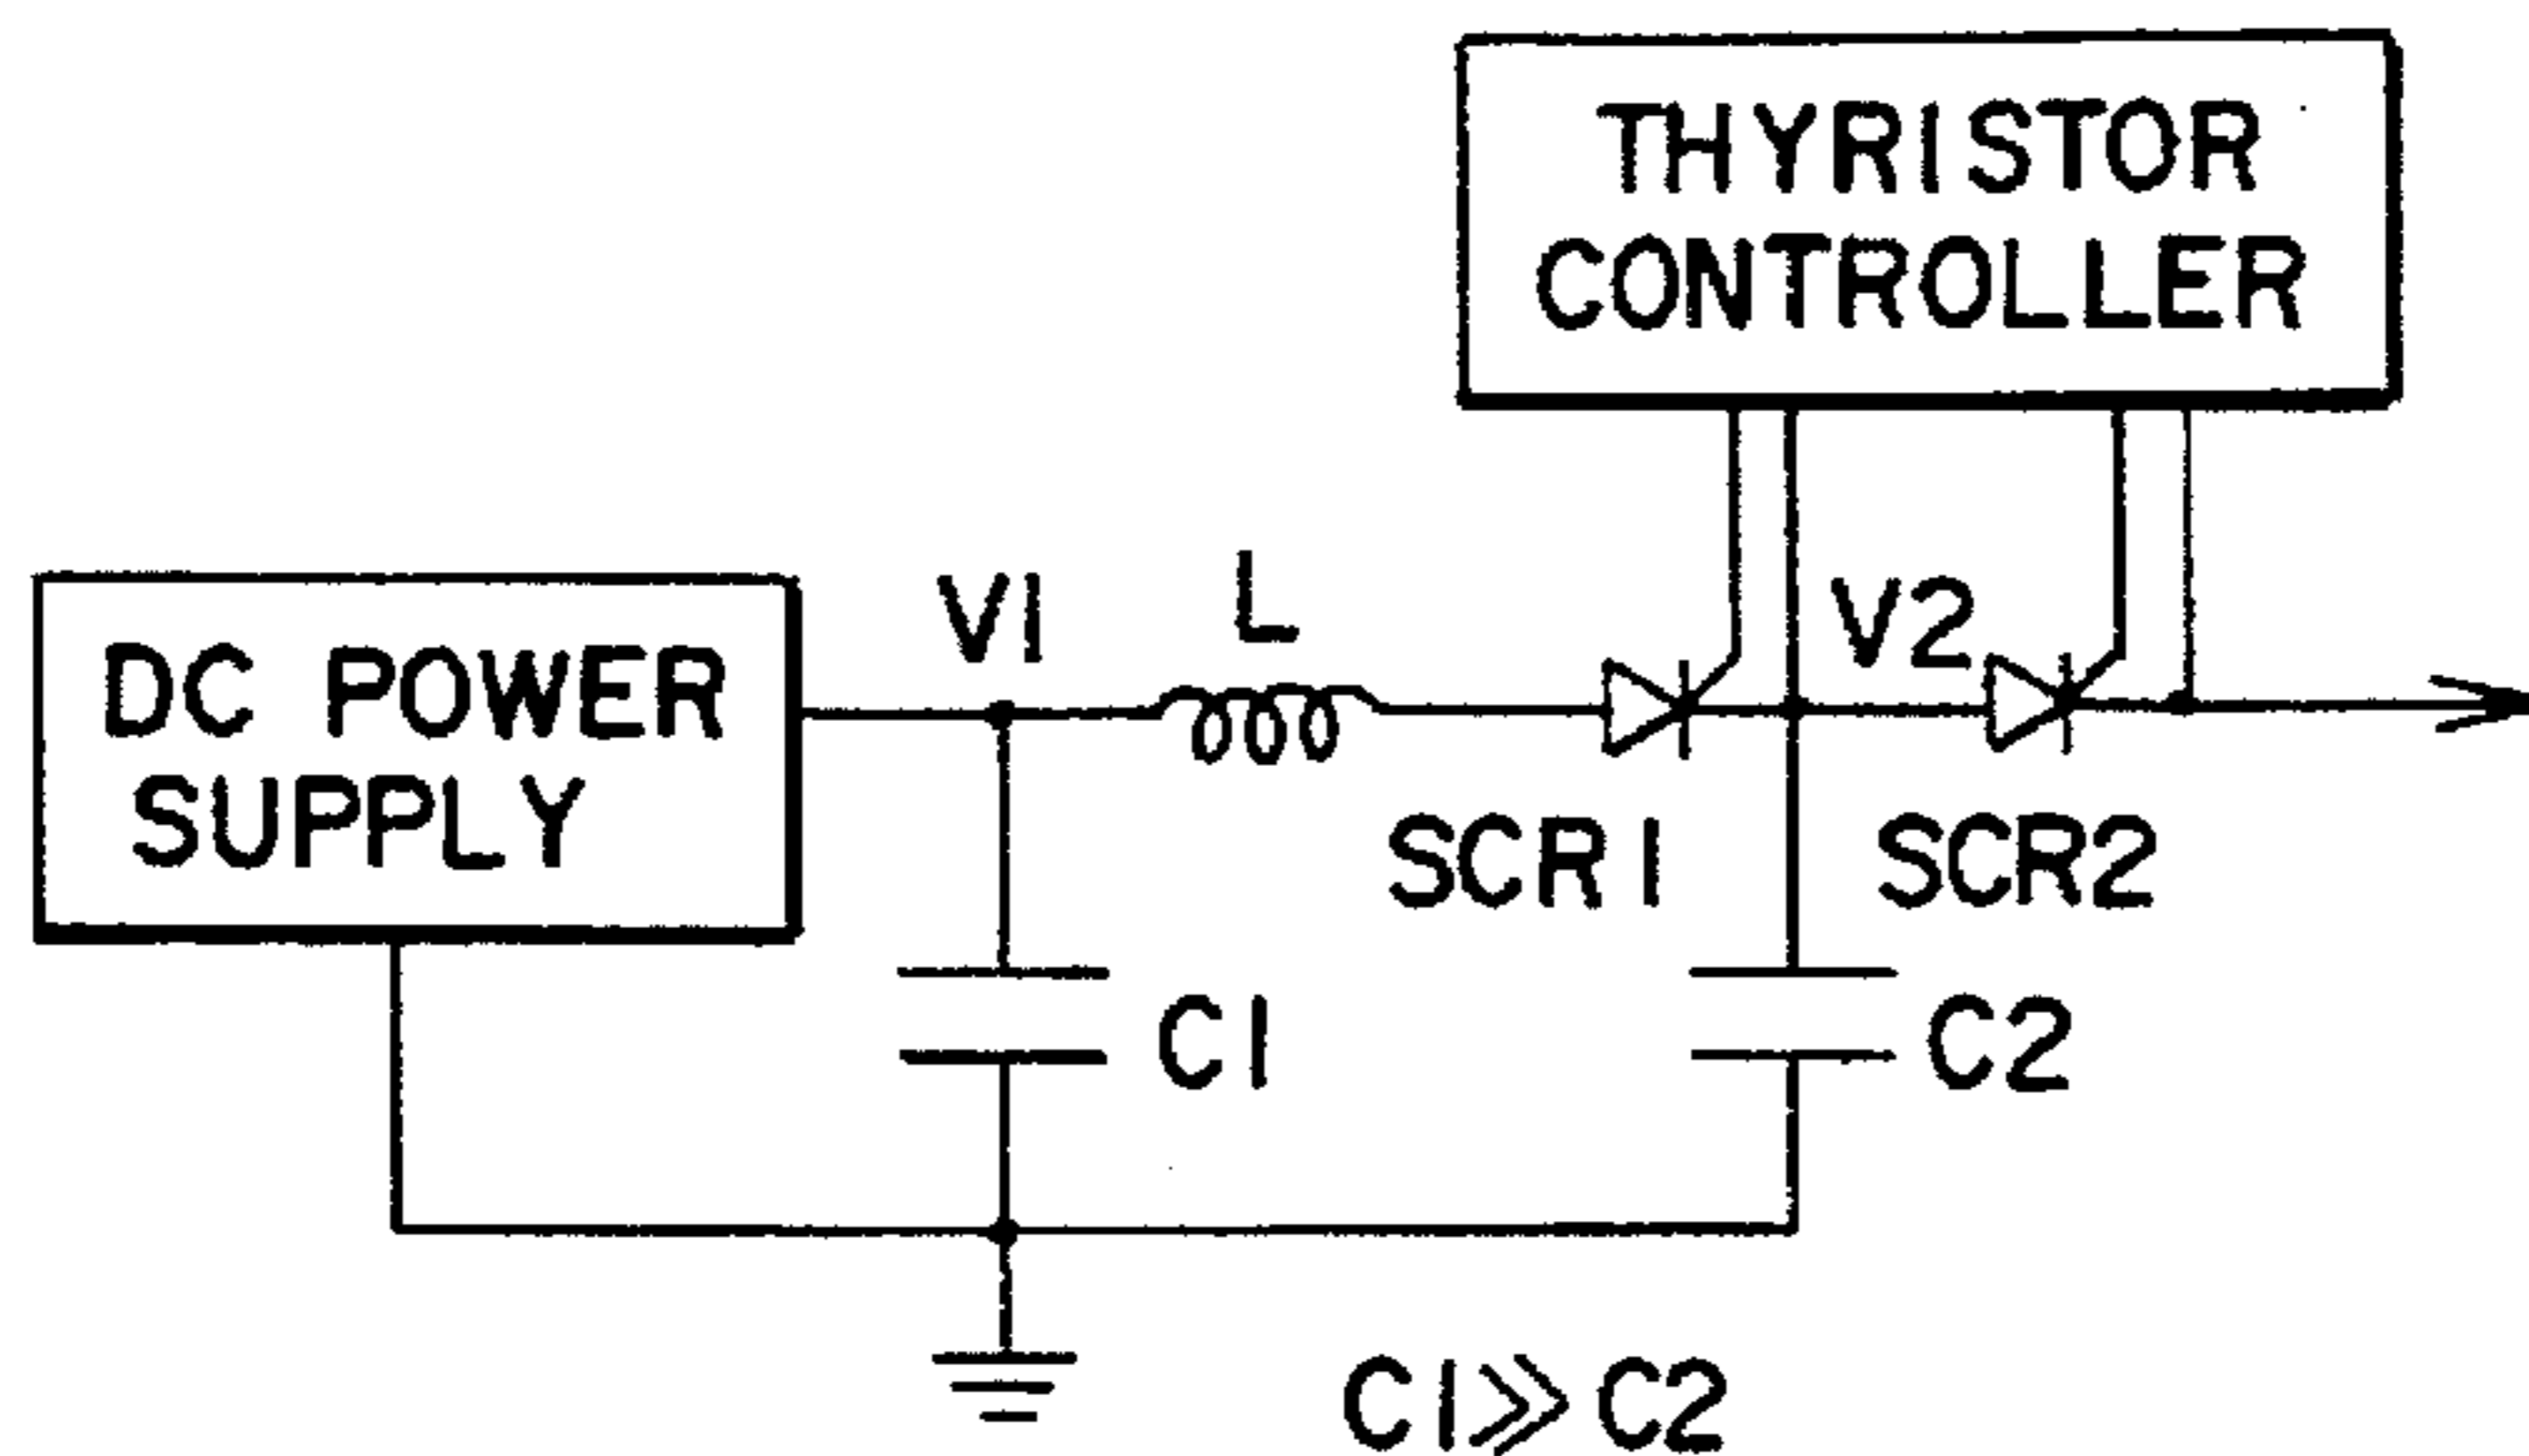 THYRISTOR
CONTROLLER
V1
L
V2
DC POWER
SUPPLY
SCR1
SCR2
C1
C2
C1≫C2